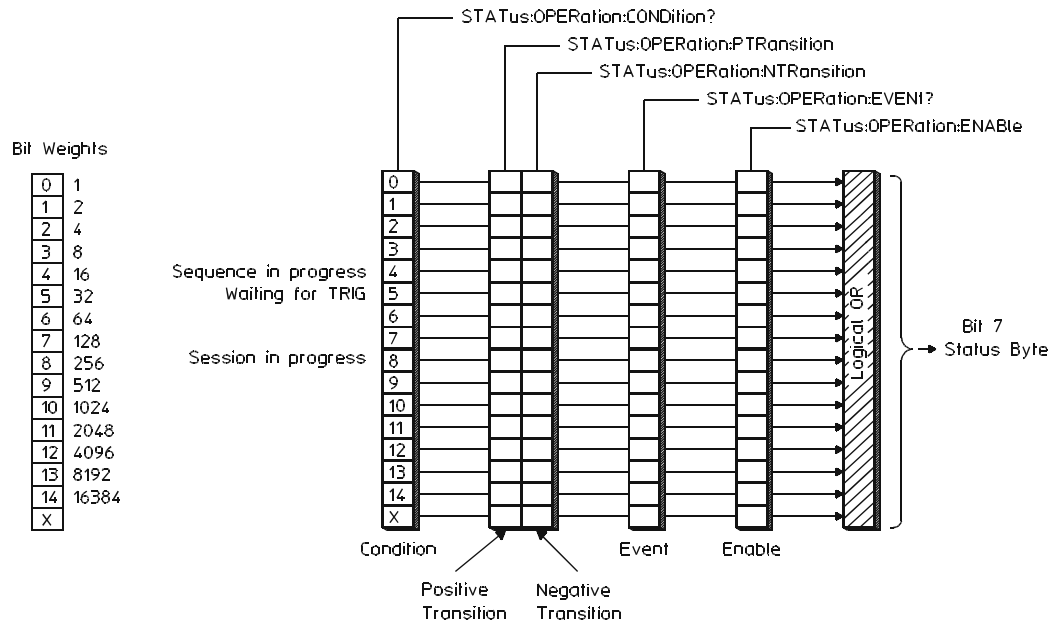 STATus:OPERation:CONDition?
STATus:OPERation:PTRansition
STATus:OPERation:NTRansition
STATus:OPERation:EVENt?
STATus:OPERation:ENABle
Bit Weights
0 1
1 2
2 4
3 8
4 16
5 32
6 64
7 128
8 256
9 512
10 1024
11 2048
12 4096
13 8192
14 16384
X
Sequence in progress
Waiting for TRIG
Session in progress
0
1
2
3
4
5
6
7
8
9
10
11
12
13
14
X
Logical OR
Bit 7
Status Byte
Condition
Event
Enable
Positive
Transition
Negative
Transition